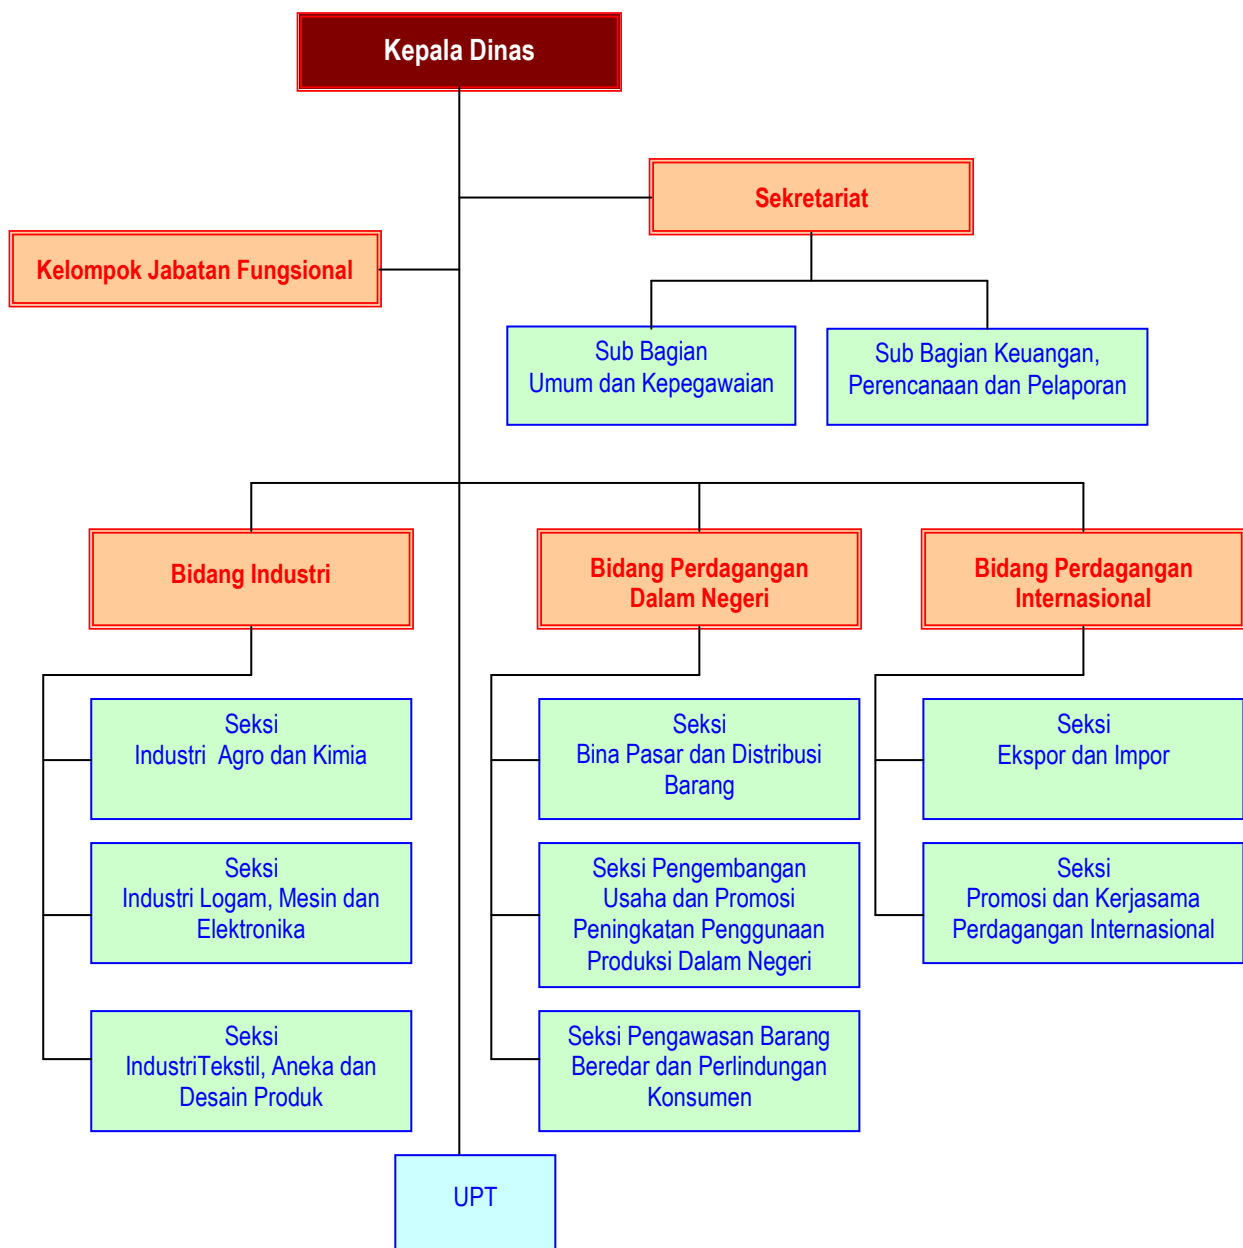 Kepala Dinas
Sekretariat
Kelompok Jabatan Fungsional
Sub Bagian
Umum dan Kepegawaian
Sub Bagian Keuangan,
Perencanaan dan Pelaporan
Bidang Industri
Bidang Perdagangan
Dalam Negeri
Bidang Perdagangan
Internasional
Seksi
Industri  Agro dan Kimia
Seksi
Bina Pasar dan Distribusi
Barang
Seksi
Ekspor dan Impor
Seksi
Industri Logam, Mesin dan
Elektronika
Seksi Pengembangan
Usaha dan Promosi
Peningkatan Penggunaan
Produksi Dalam Negeri
Seksi
Promosi dan Kerjasama
Perdagangan Internasional
Seksi
IndustriTekstil, Aneka dan
Desain Produk
Seksi Pengawasan Barang
Beredar dan Perlindungan
Konsumen
UPT